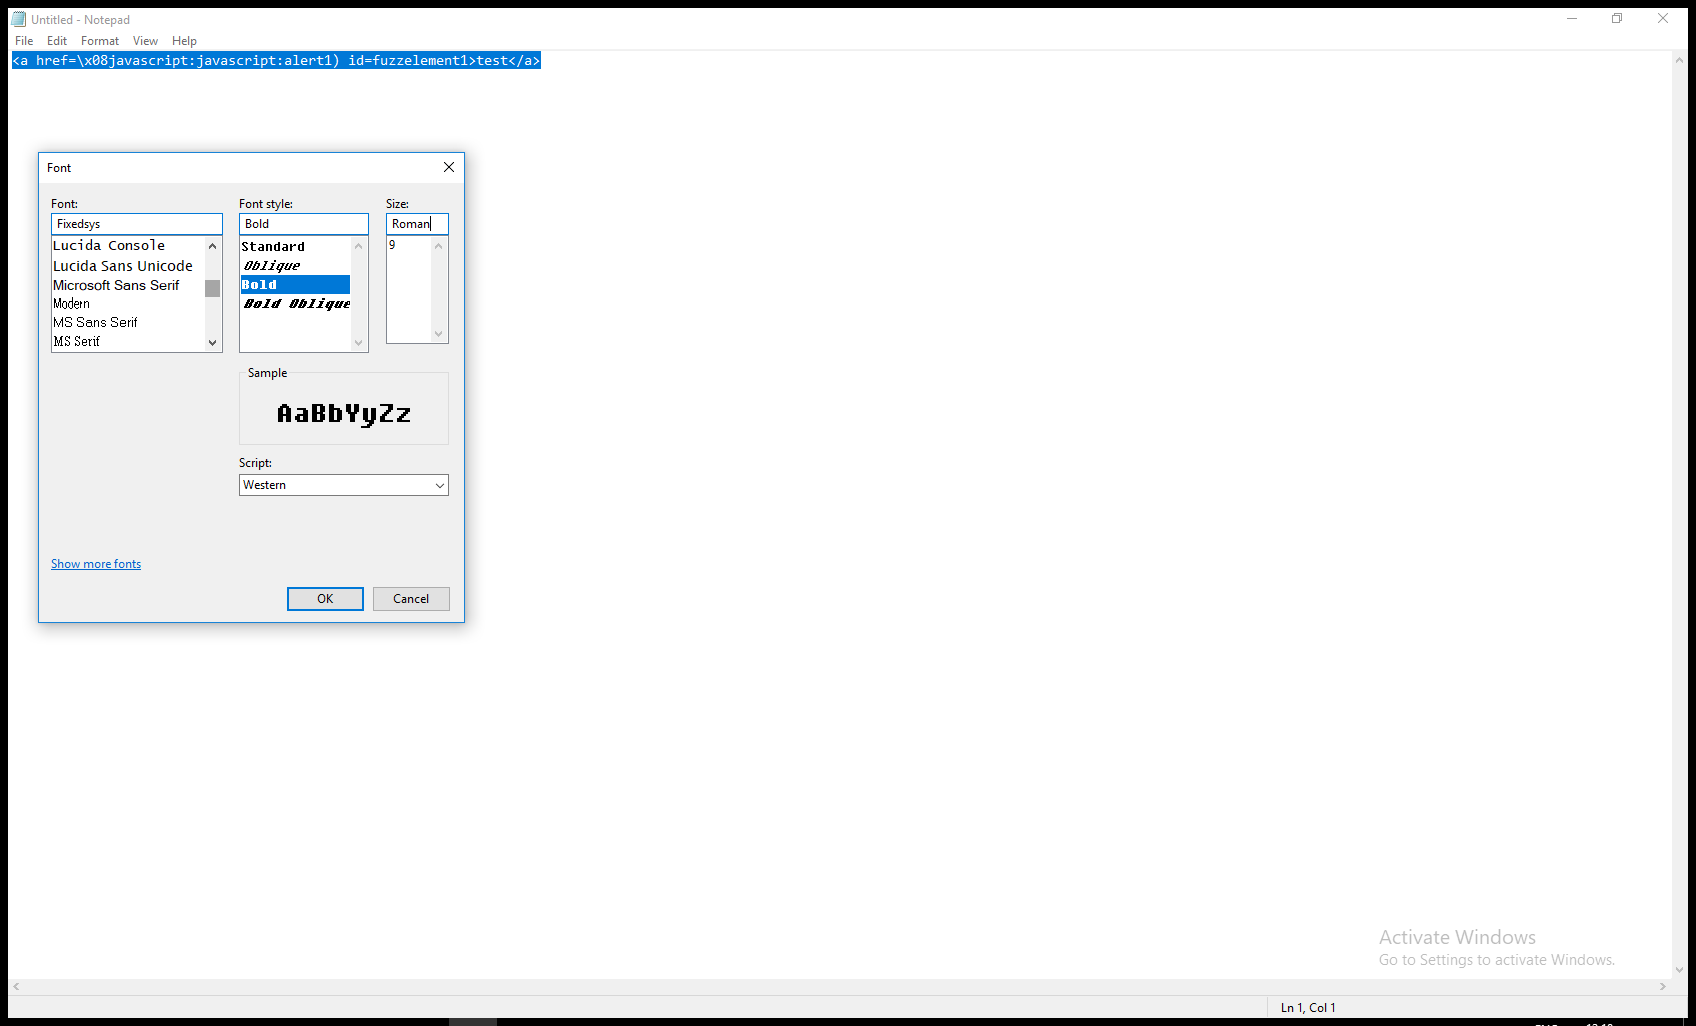 Untitled - Notepad
File Edit Format View Help
<a href=\x08javascript:javascript:alert1) id=fuzzelement1>test</a>
Font
Font: Font style: Size:
Fixedsys Bold Roman
Lucida Console
Lucida Sans Unicode
Microsoft Sans Serif
Modern
MS Sans Serif
MS Serif
Standard
Oblique
Bold
Bold Oblique
9
Sample
AaBbYyZz
Script:
Western
Show more fonts
OK Cancel
Activate Windows
Go to Settings to activate Windows.
Ln 1, Col 1